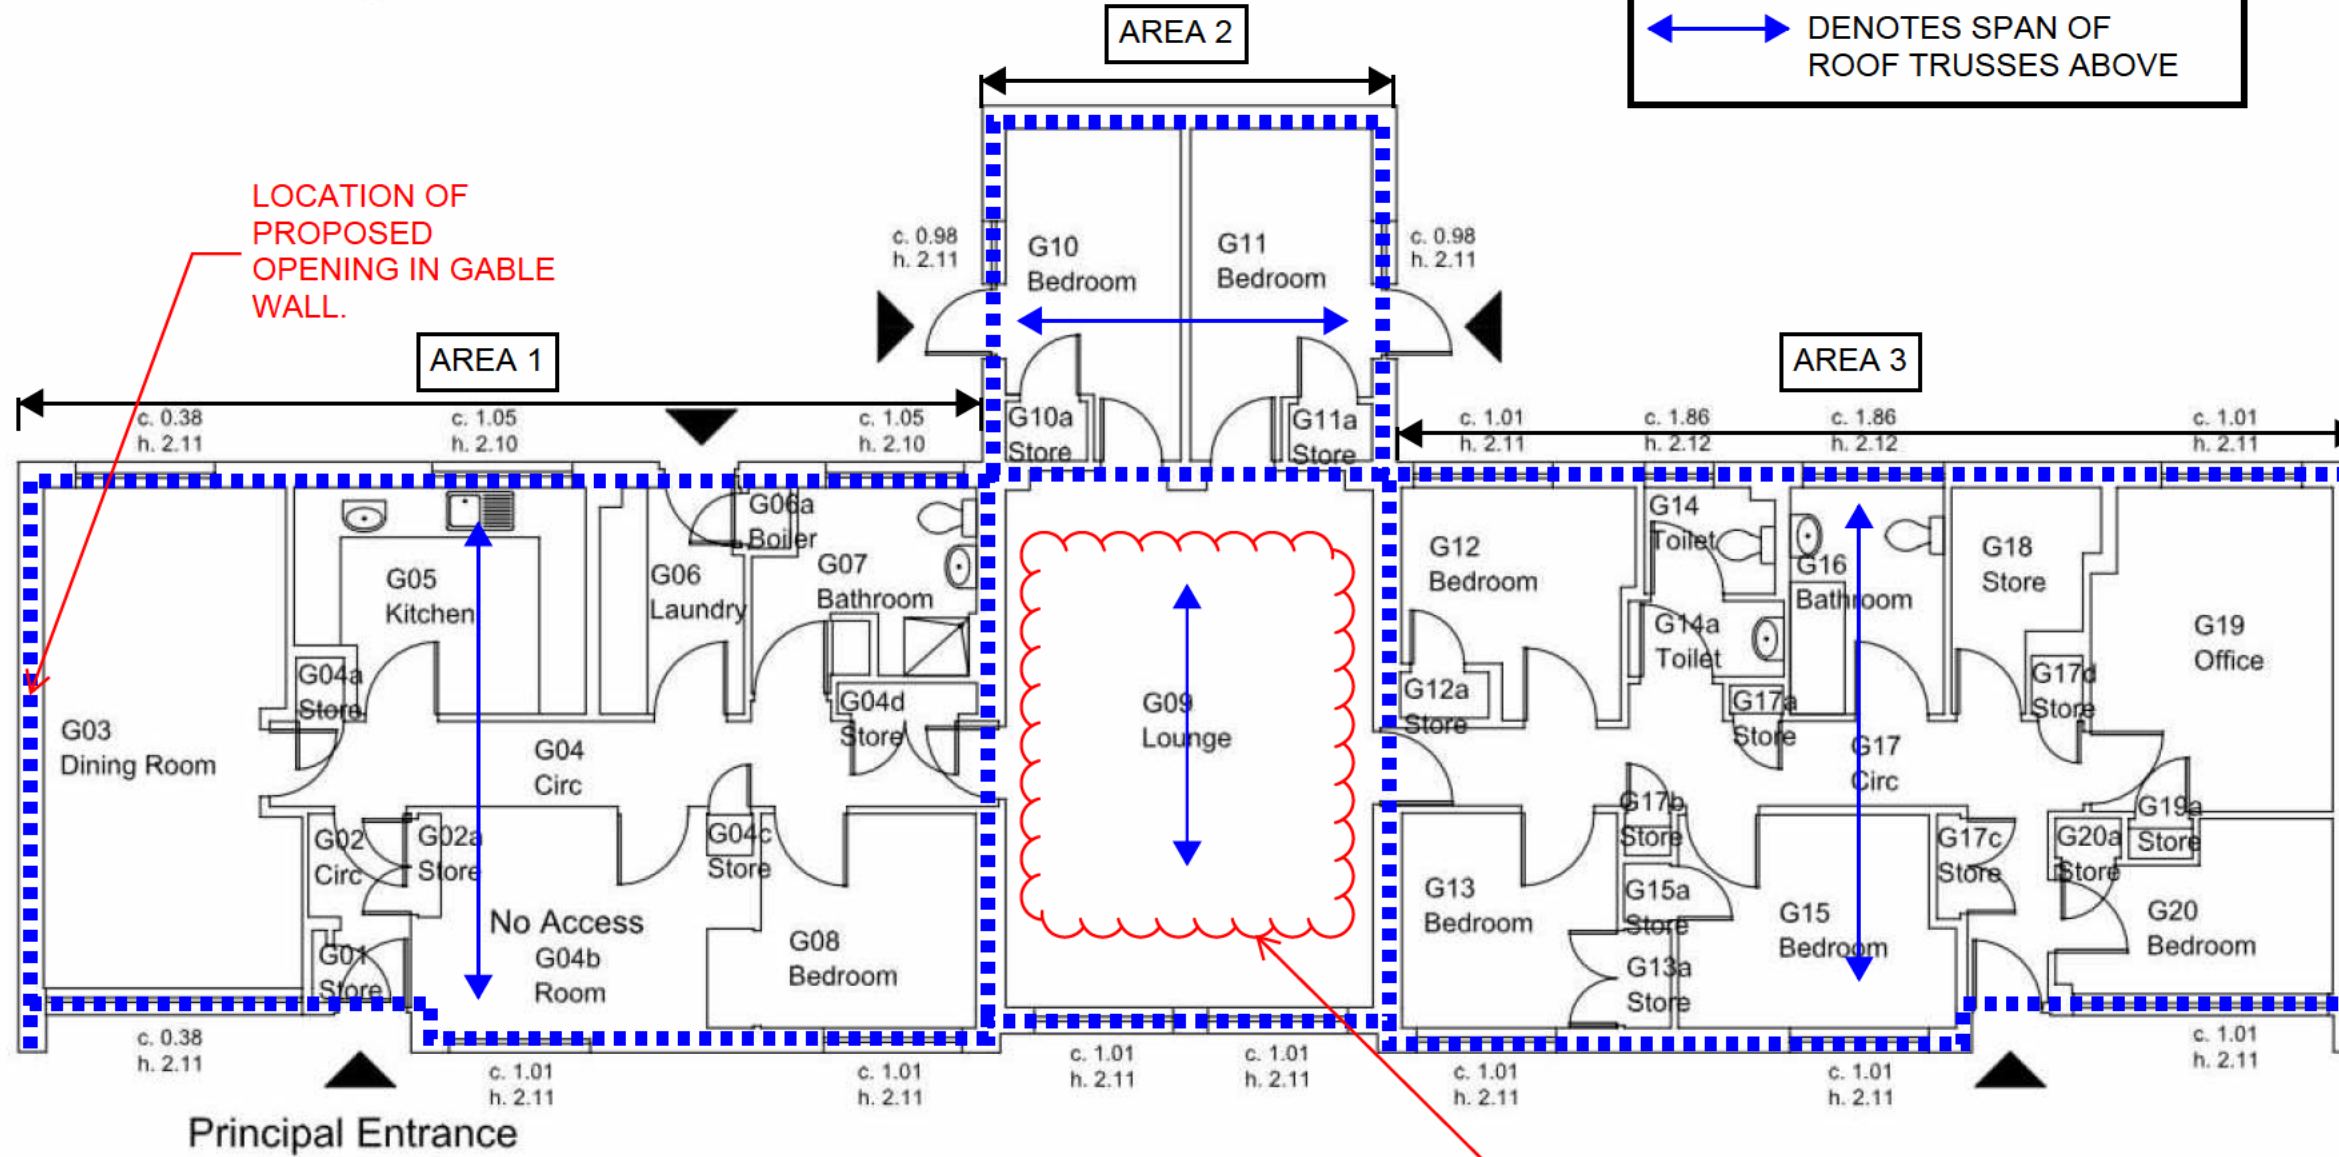 AREA 2
DENOTES SPAN OF
ROOF TRUSSES ABOVE
LOCATION OF
PROPOSED
OPENING IN GABLE
WALL.
c. 0.98
h. 2.11
G10
Bedroom
G11
Bedroom
c. 0.98
h. 2.11
AREA 1
AREA 3
c. 0.38
h. 2.11
c. 1.05
h. 2.10
c. 1.05
h. 2.10
G10a
Store
G11a
Store
c. 1.01
h. 2.11
c. 1.86
h. 2.12
c. 1.86
h. 2.12
c. 1.01
h. 2.11
G05
Kitchen
G06
Laundry
G06a
Boiler
G07
Bathroom
G12
Bedroom
G14
Toilet
G14a
Toilet
G16
Bathroom
G18
Store
G19
Office
G04a
Store
G03
Dining Room
G04
Circ
G04d
Store
G09
Lounge
G12a
Store
G17a
Store
G17
Circ
G17d
Store
G02
Circ
G02a
Store
G04c
Store
G17b
Store
G17c
Store
G20a
Store
G19a
Store
No Access
G04b
Room
G01
Store
G08
Bedroom
G13
Bedroom
G15a
Store
G13a
Store
G15
Bedroom
G20
Bedroom
c. 0.38
h. 2.11
c. 1.01
h. 2.11
c. 1.01
h. 2.11
c. 1.01
h. 2.11
c. 1.01
h. 2.11
c. 1.01
h. 2.11
c. 1.01
h. 2.11
c. 1.01
h. 2.11
Principal Entrance